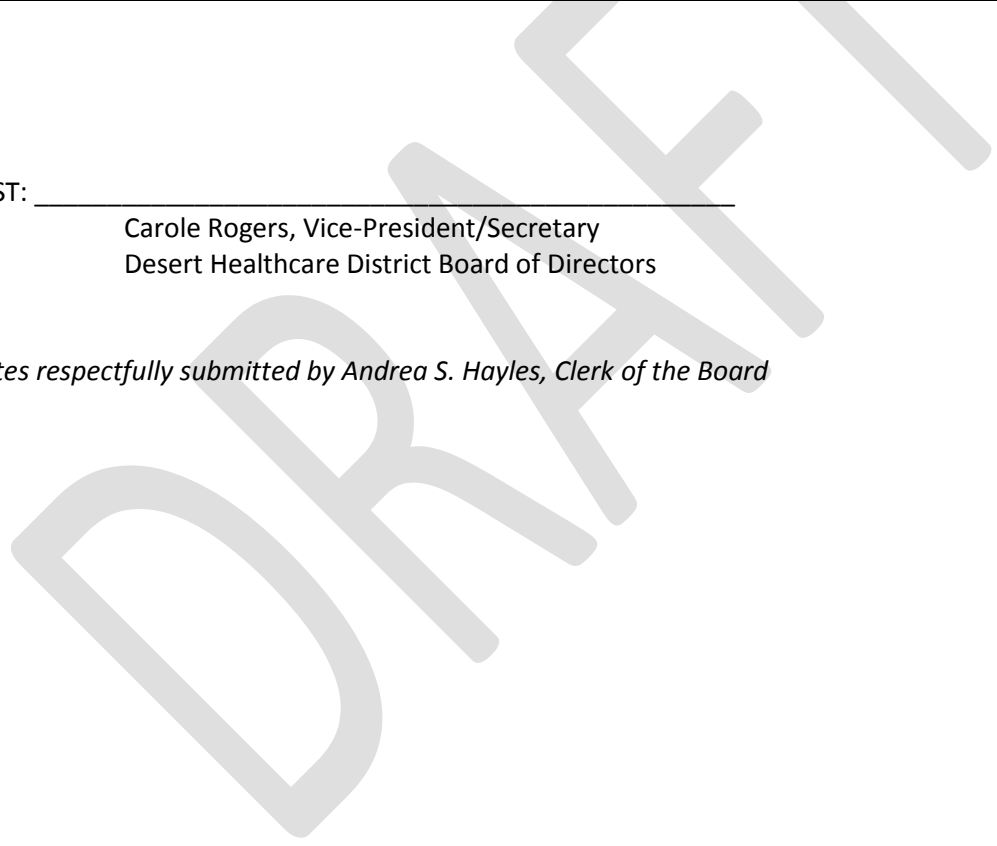 ST: ________________________________________________
Carole Rogers, Vice-President/Secretary
Desert Healthcare District Board of Directors
tes respectfully submitted by Andrea S. Hayles, Clerk of the Board
DRAFT